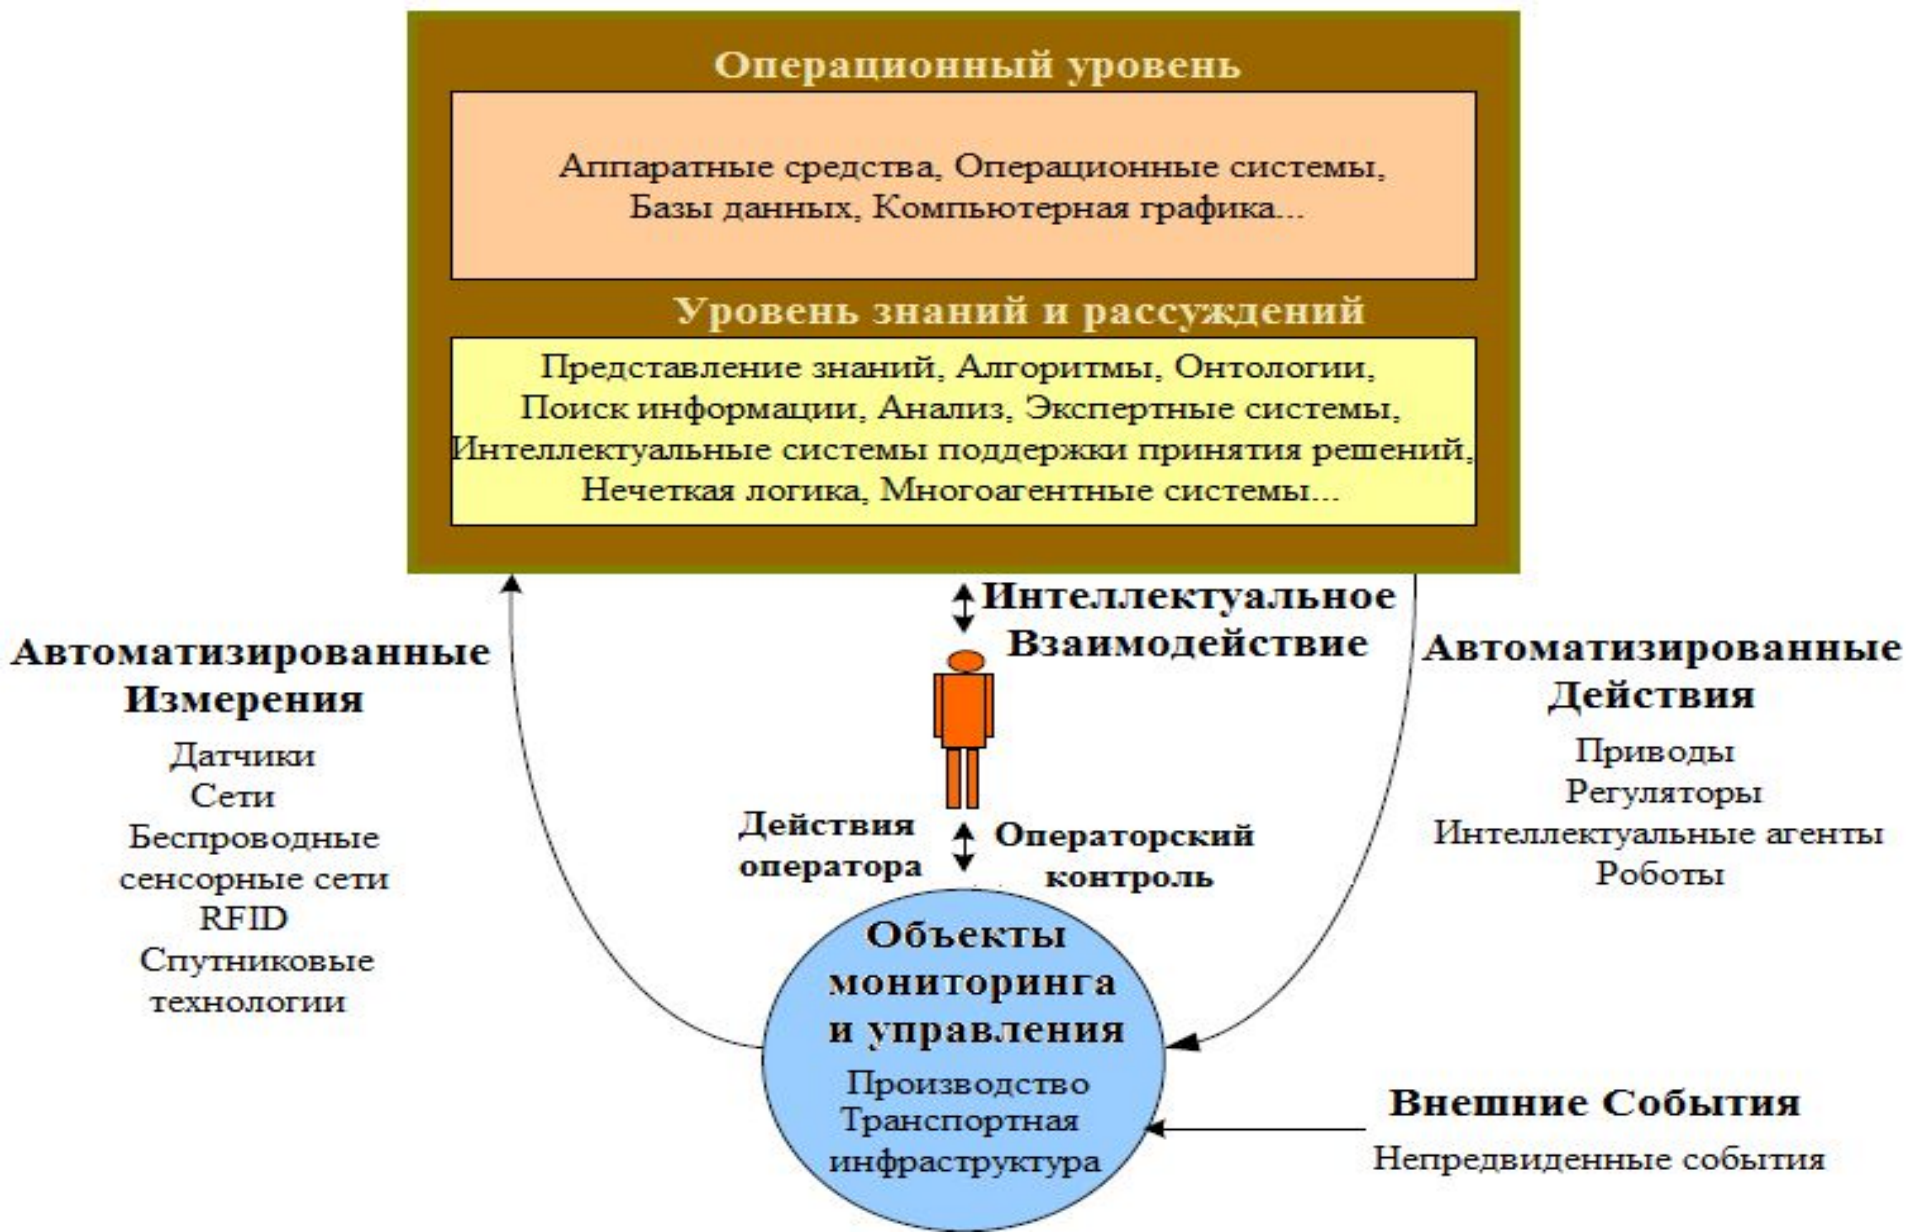 Операционный уровень
Аппаратные средства, Операционные системы,
Базы данных, Компьютерная графика...
Уровень знаний и рассуждений
Представление знаний, Алгоритмы, Онтологии,
Поиск информации, Анализ, Экспертные системы,
Интеллектуальные системы поддержки принятия решений,
Нечеткая логика, Многоагентные системы...
Интеллектуальное
Взаимодействие
Автоматизированные
Измерения
Датчики
Сети
Беспроводные
сенсорные сети
RFID
Спутниковые
технологии
Автоматизированные
Действия
Приводы
Регуляторы
Интеллектуальные агенты
Роботы
Действия
оператора
Операторский
контроль
Объекты
мониторинга
и управления
Производство
Транспортная
инфраструктура
Внешние События
Непредвиденные события